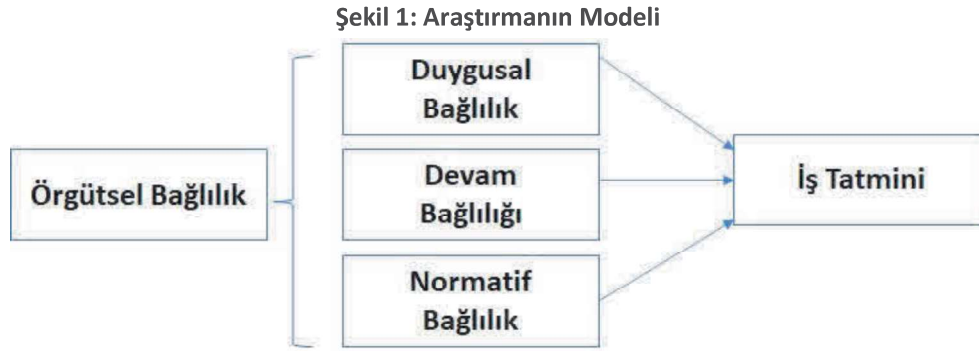 Şekil 1: Araştırmanın Modeli
Örgütsel Bağlılık
Duygusal
Bağlılık
Devam
Bağlılığı
Normatif
Bağlılık
İş Tatmini